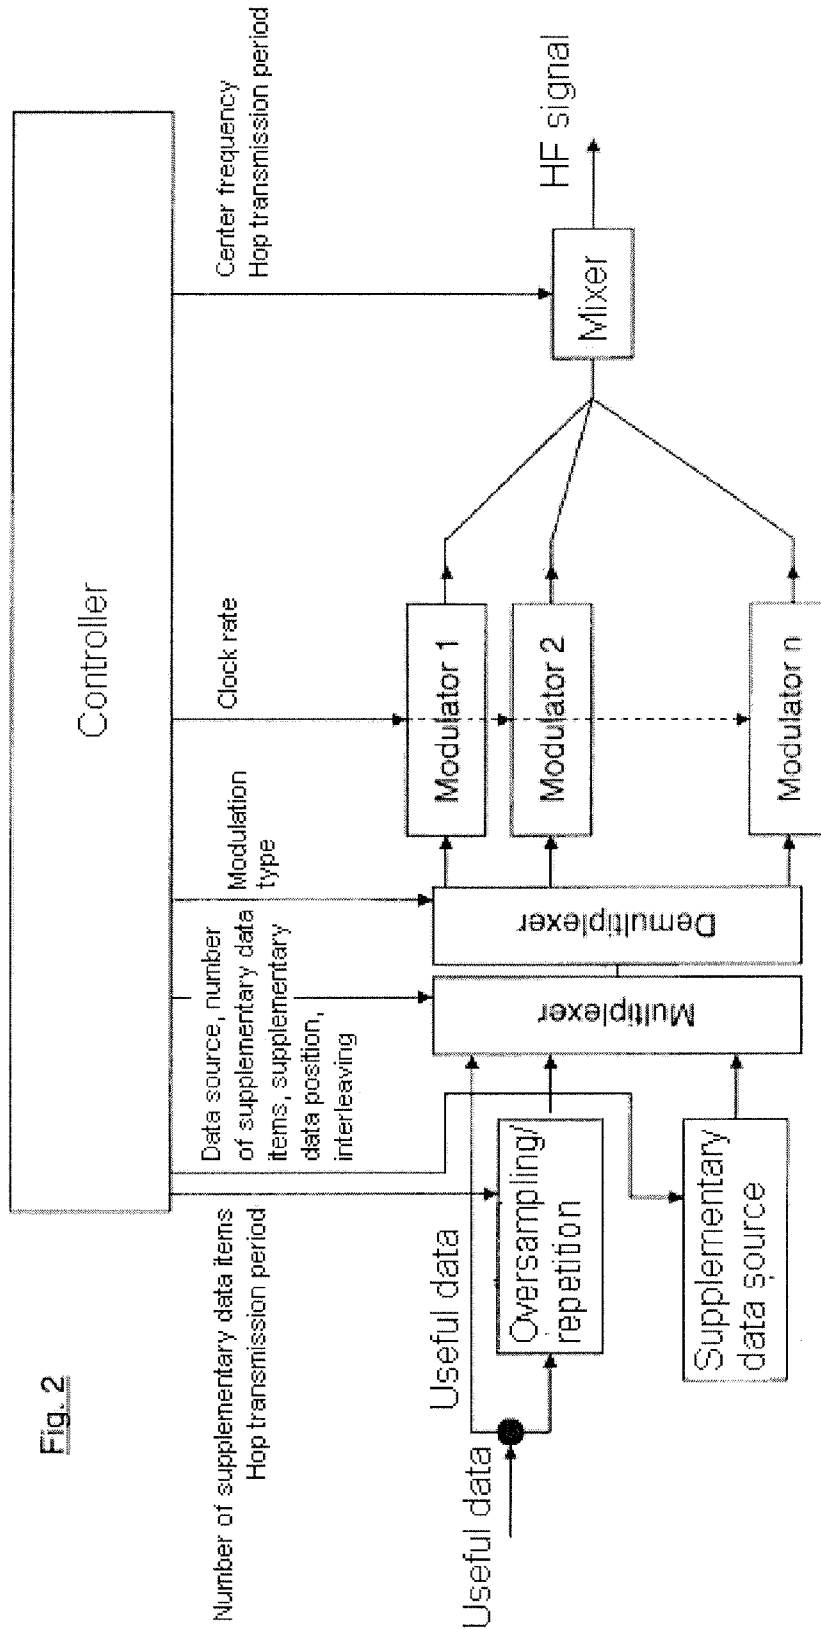 Fig. 2
Controller
Number of supplementary data items
Hop transmission period
Data source, number
of supplementary data
items, supplementary
data position,
interleaving
Modulation
type
Clock rate
Center frequency
Hop transmission period
Useful data
Useful data
Oversampling/
repetition
Supplementary
data source
Multiplexer
Demultiplexer
Modulator 1
Modulator 2
Modulator n
Mixer
HF signal